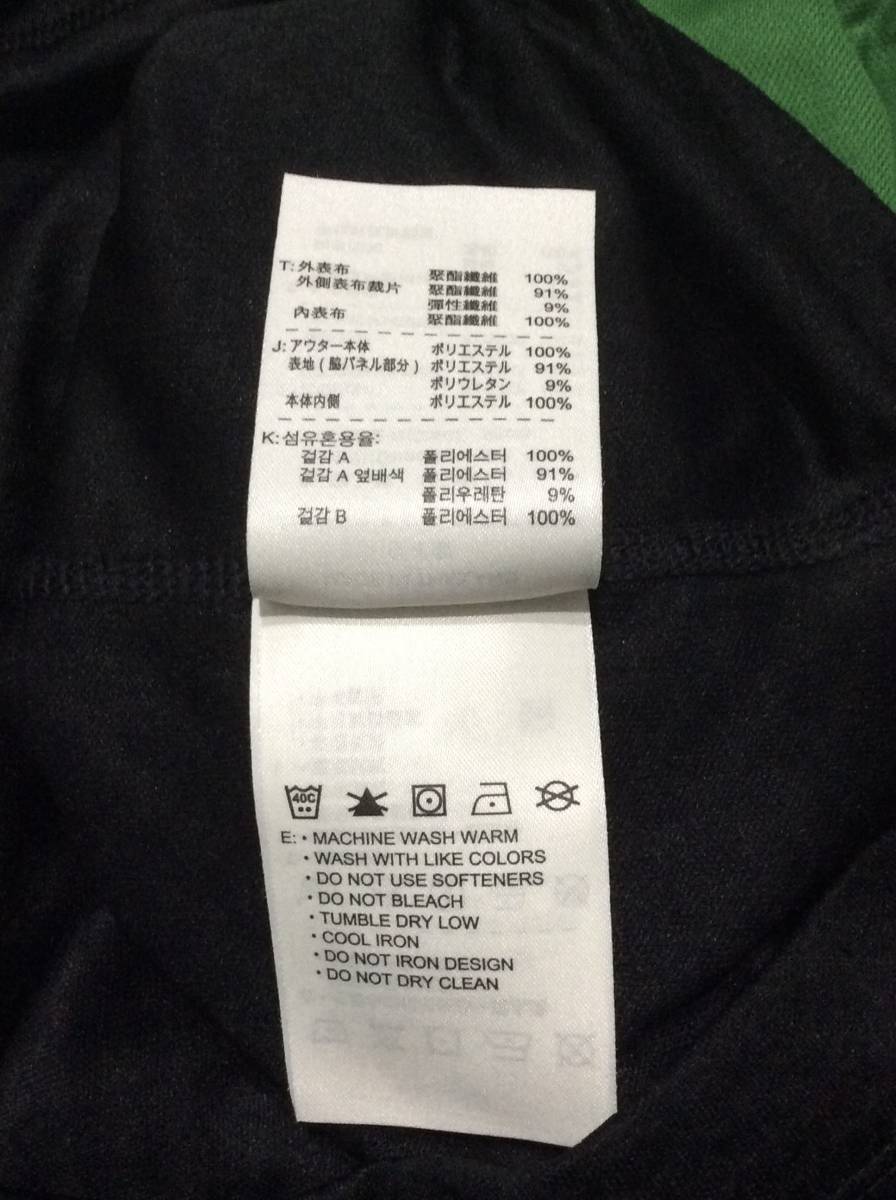 T: 外表布 聚酯纖維 100%
外側表布裁片 聚酯纖維 91%
彈性纖維 9%
內表布 聚酯纖維 100%
J: アウター本体 ポリエステル 100%
表地(脇パネル部分) ポリエステル 91%
ポリウレタン 9%
本体内側 ポリエステル 100%
K: 섬유혼용율:
겉감 A 폴리에스터 100%
겉감 A 옆배색 폴리에스터 91%
폴리우레탄 9%
겉감 B 폴리에스터 100%
40C
E: • MACHINE WASH WARM
• WASH WITH LIKE COLORS
• DO NOT USE SOFTENERS
• DO NOT BLEACH
• TUMBLE DRY LOW
• COOL IRON
• DO NOT IRON DESIGN
• DO NOT DRY CLEAN